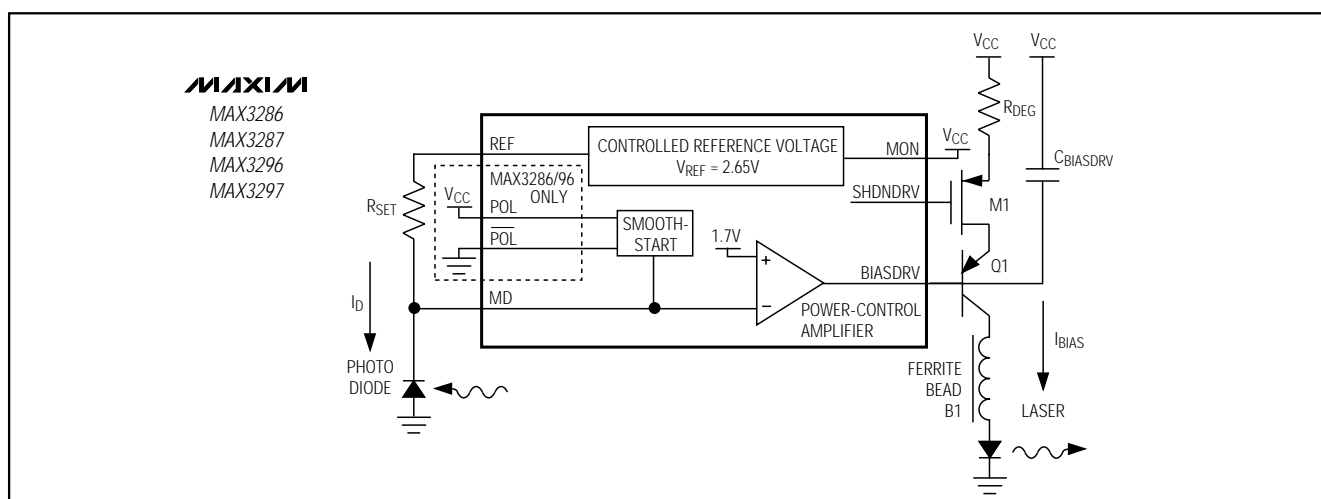 MAXIM
MAX3286
MAX3287
MAX3296
MAX3297
VCC
VCC
RDEG
REF
CONTROLLED REFERENCE VOLTAGE
VREF = 2.65V
MON
VCC
CBIASDRV
MAX3286/96
ONLY
VCC
POL
POL
RSET
SMOOTH-
START
SHDNDRV
M1
1.7V
+
−
BIASDRV
Q1
ID
MD
POWER-CONTROL
AMPLIFIER
IBIAS
PHOTO
DIODE
FERRITE
BEAD
B1
LASER